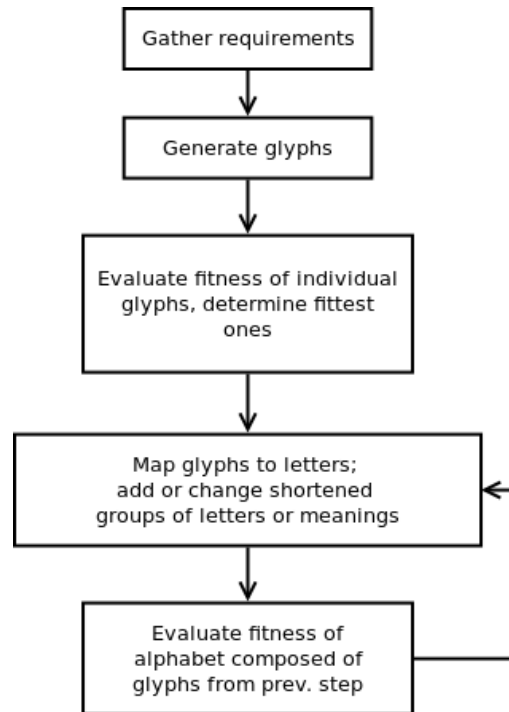 Gather requirements
Generate glyphs
Evaluate fitness of individual
glyphs, determine fittest
ones
Map glyphs to letters;
add or change shortened
groups of letters or meanings
Evaluate fitness of
alphabet composed of
glyphs from prev. step